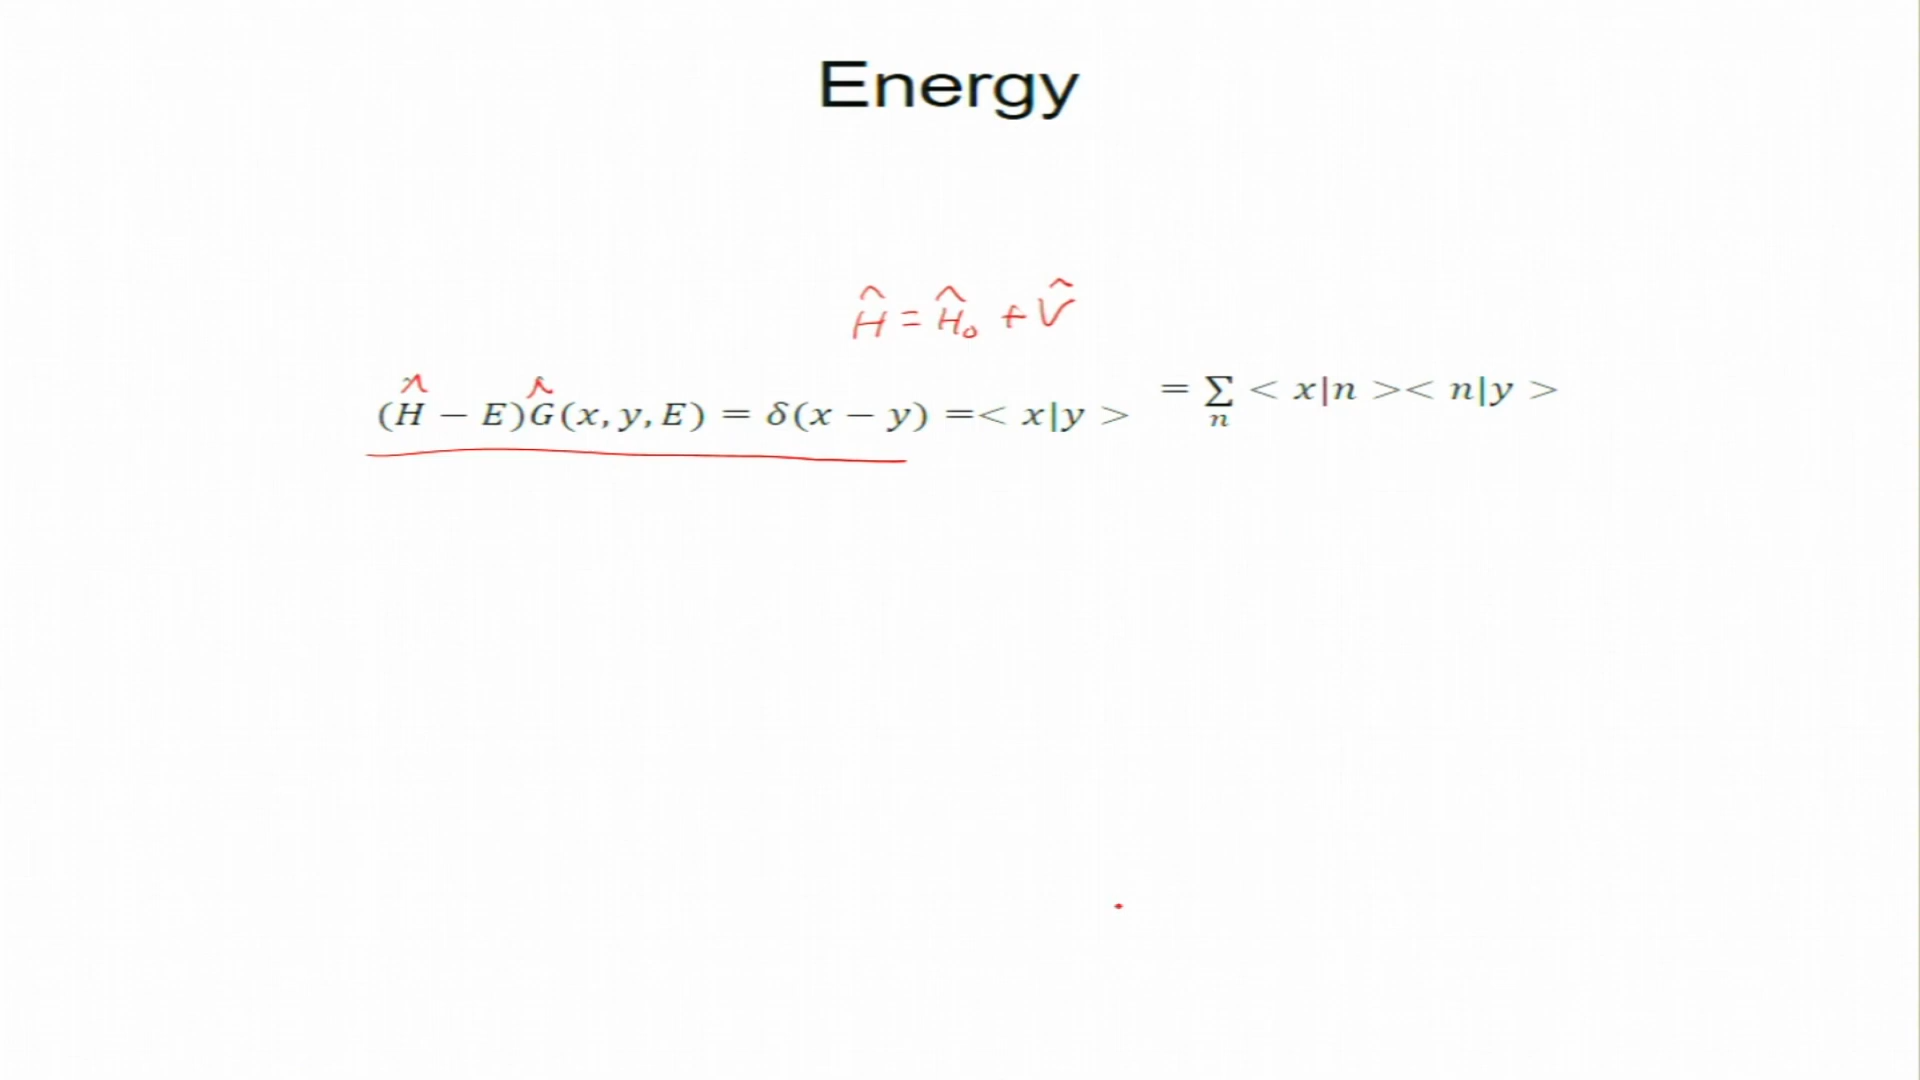 Energy
Ĥ = Ĥ₀ + V̂
(Ĥ − E)Ĝ(x, y, E) = δ(x − y) =< x|y > = ∑ₙ < x|n >< n|y >